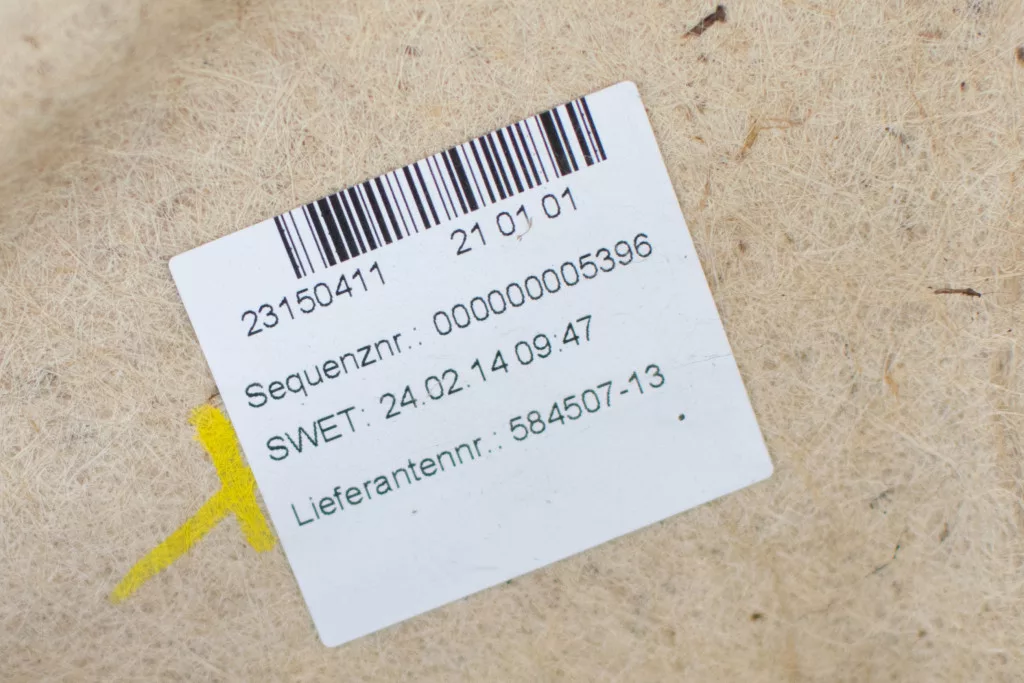 23150411 21 01 01
Sequenznr.: 000000005396
SWET: 24.02.14 09:47
Lieferantennr.: 584507-13